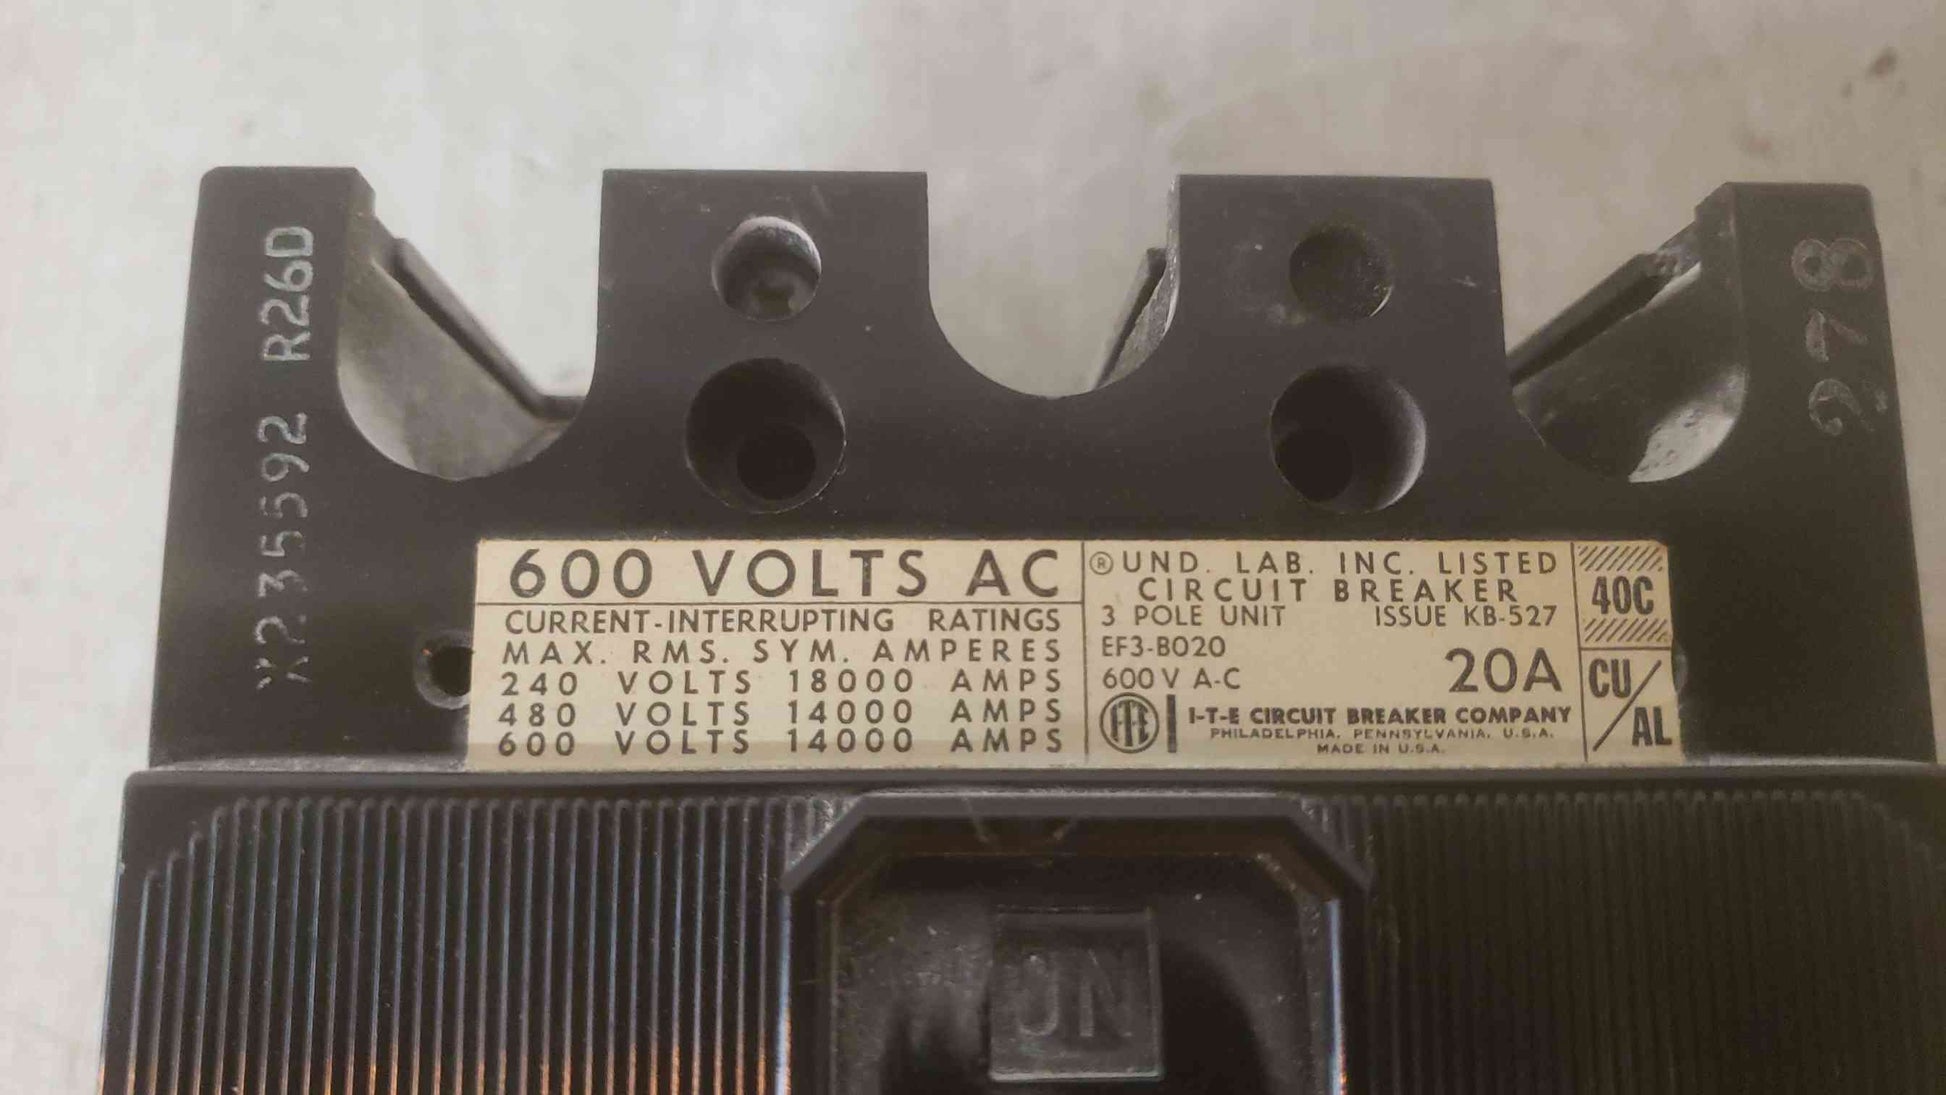 X235592 R26D
600 VOLTS AC
CURRENT-INTERRUPTING RATINGS
MAX. RMS. SYM. AMPERES
240 VOLTS 18000 AMPS
480 VOLTS 14000 AMPS
600 VOLTS 14000 AMPS
® UND. LAB. INC. LISTED
CIRCUIT BREAKER
3 POLE UNIT ISSUE KB-527
EF3-B020
600 V A-C 20A
I-T-E I-T-E CIRCUIT BREAKER COMPANY
PHILADELPHIA, PENNSYLVANIA, U.S.A.
MADE IN U.S.A.
40C
CU/AL
ON